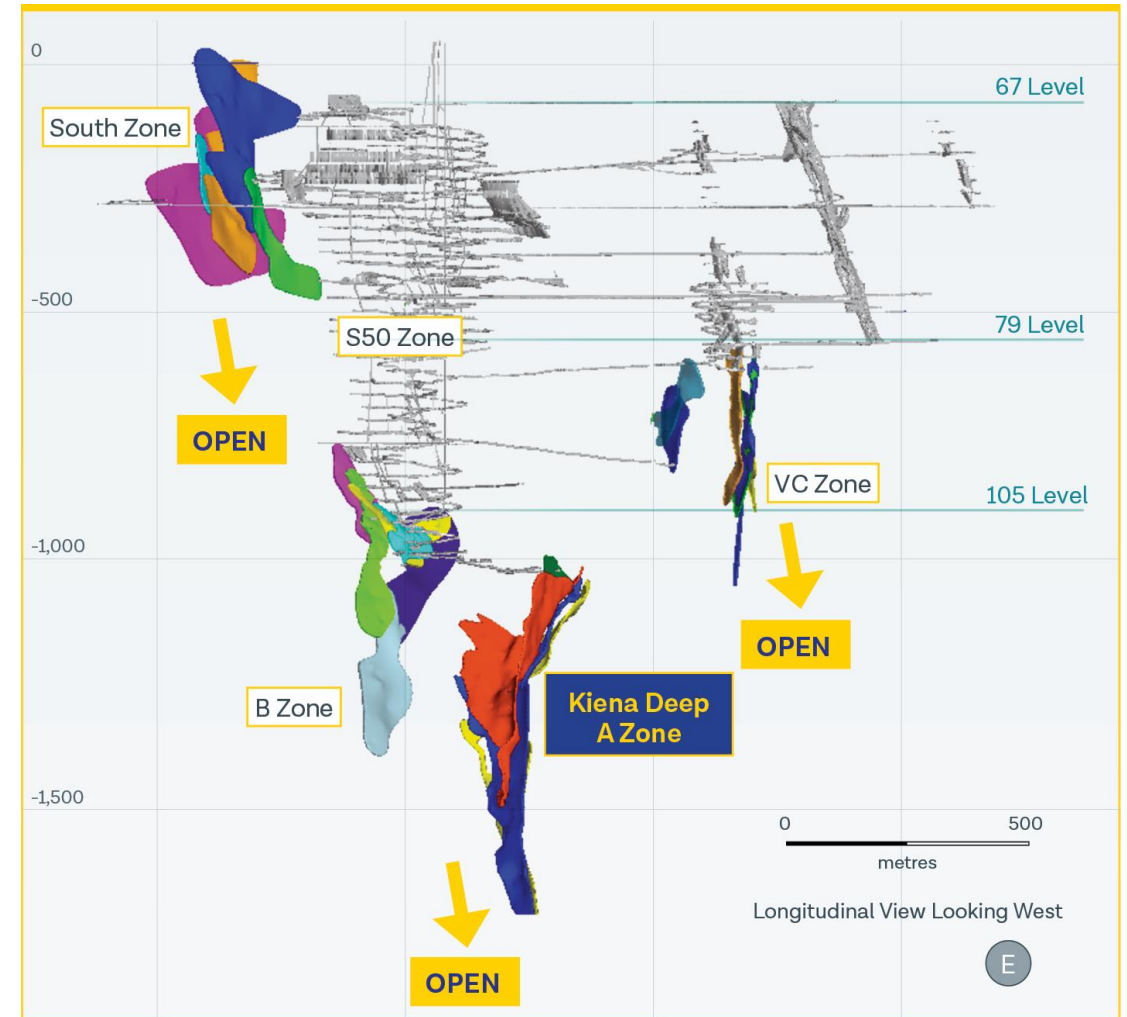 0
67 Level
South Zone
-500
79 Level
S50 Zone
OPEN
VC Zone
105 Level
-1,000
OPEN
B Zone
Kiena Deep
A Zone
-1,500
0 500
metres
Longitudinal View Looking West
E
OPEN